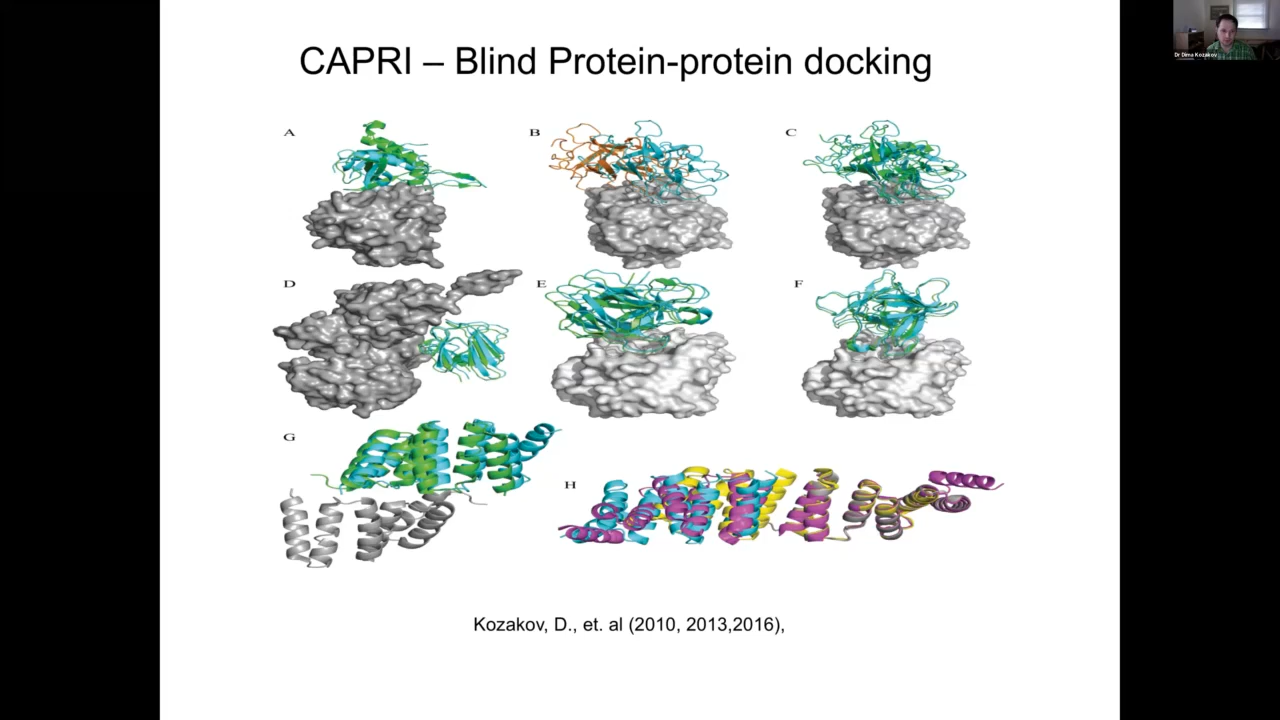 CAPRI – Blind Protein-protein docking
A
B
C
D
E
F
G
H
Kozakov, D., et. al (2010, 2013,2016),
Dr Dima Kozakov